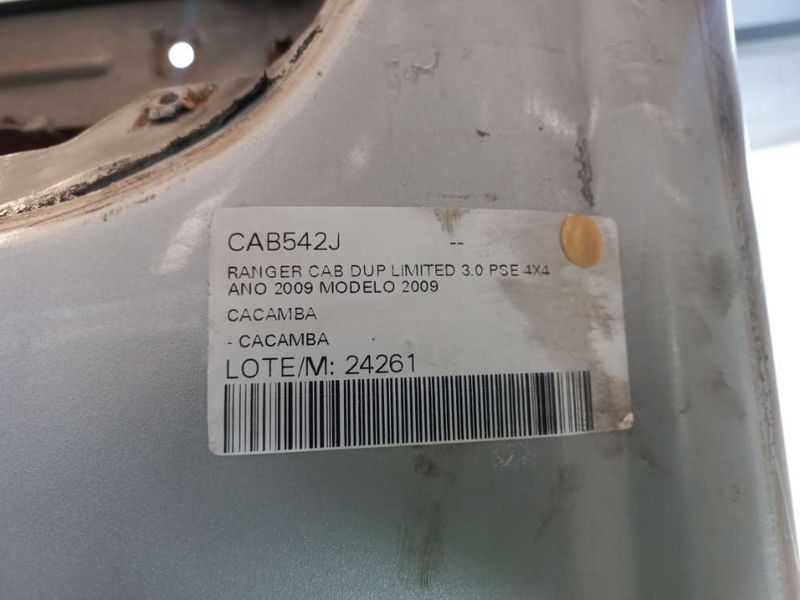 CAB542J --
RANGER CAB DUP LIMITED 3.0 PSE 4X4
ANO 2009 MODELO 2009
CACAMBA
- CACAMBA
LOTE/M: 24261